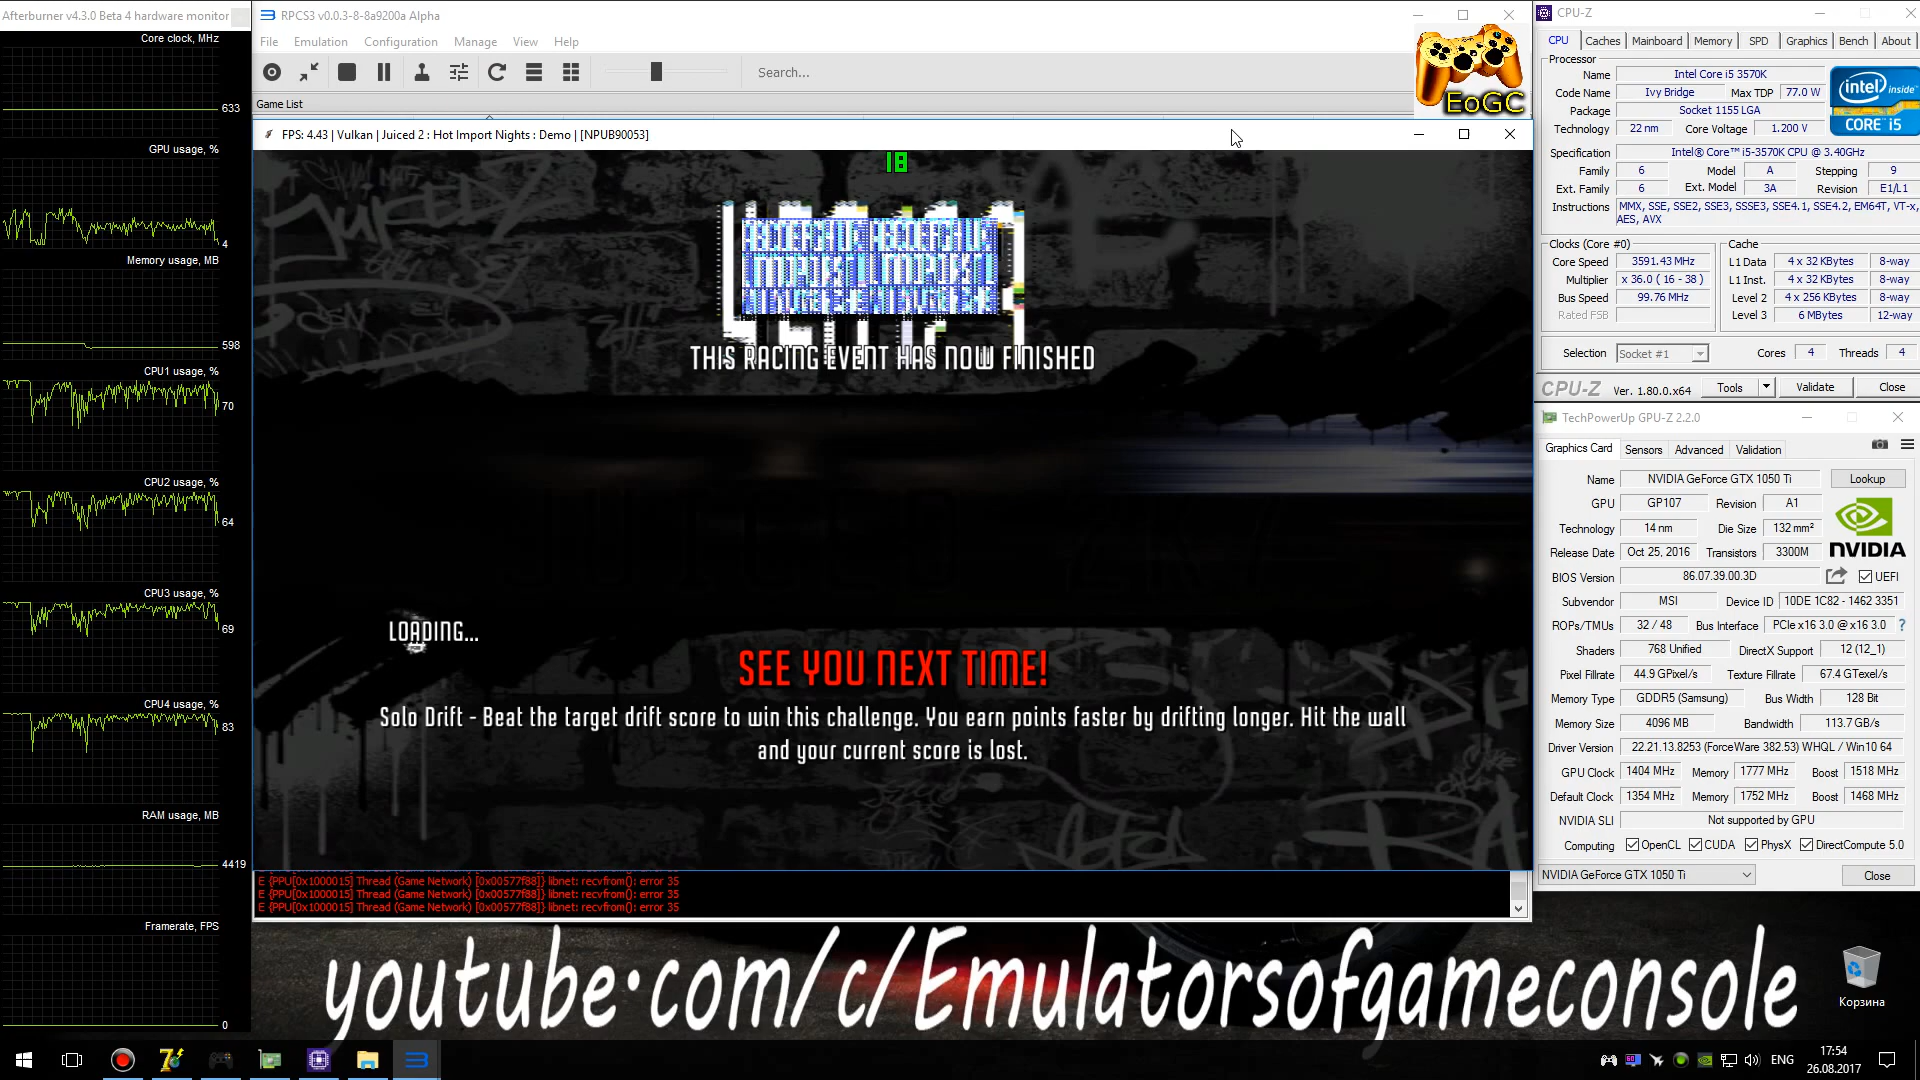 Afterburner v4.3.0 Beta 4 hardware monitor
Core clock, MHz
633
GPU usage, %
4
Memory usage, MB
598
CPU1 usage, %
70
CPU2 usage, %
64
CPU3 usage, %
69
CPU4 usage, %
83
RAM usage, MB
4419
Framerate, FPS
0
RPCS3 v0.0.3-8-8a9200a Alpha
File Emulation Configuration Manage View Help
Search...
EoGC
Game List
FPS: 4.43 | Vulkan | Juiced 2 : Hot Import Nights : Demo | [NPUB90053]
18
THIS RACING EVENT HAS NOW FINISHED
LOADING...
SEE YOU NEXT TIME!
Solo Drift - Beat the target drift score to win this challenge. You earn points faster by drifting longer. Hit the wall
and your current score is lost.
E {PPU[0x1000015] Thread (Game Network) [0x00577f88]} libnet: recvfrom(): error 35
E {PPU[0x1000015] Thread (Game Network) [0x00577f88]} libnet: recvfrom(): error 35
E {PPU[0x1000015] Thread (Game Network) [0x00577f88]} libnet: recvfrom(): error 35
youtube.com/c/Emulatorsofgameconsole
CPU-Z
CPU Caches Mainboard Memory SPD Graphics Bench About
Processor
Name Intel Core i5 3570K
Code Name Ivy Bridge Max TDP 77.0 W
Package Socket 1155 LGA
Technology 22 nm Core Voltage 1.200 V
intel inside™
CORE™ i5
Specification Intel® Core™ i5-3570K CPU @ 3.40GHz
Family 6 Model A Stepping 9
Ext. Family 6 Ext. Model 3A Revision E1/L1
Instructions MMX, SSE, SSE2, SSE3, SSSE3, SSE4.1, SSE4.2, EM64T, VT-x,
AES, AVX
Clocks (Core #0) Cache
Core Speed 3591.43 MHz L1 Data 4 x 32 KBytes 8-way
Multiplier x 36.0 ( 16 - 38 ) L1 Inst. 4 x 32 KBytes 8-way
Bus Speed 99.76 MHz Level 2 4 x 256 KBytes 8-way
Rated FSB Level 3 6 MBytes 12-way
Selection Socket #1 Cores 4 Threads 4
CPU-Z Ver. 1.80.0.x64 Tools Validate Close
TechPowerUp GPU-Z 2.2.0
Graphics Card Sensors Advanced Validation
Name NVIDIA GeForce GTX 1050 Ti Lookup
GPU GP107 Revision A1
Technology 14 nm Die Size 132 mm²
NVIDIA
Release Date Oct 25, 2016 Transistors 3300M
BIOS Version 86.07.39.00.3D UEFI
Subvendor MSI Device ID 10DE 1C82 - 1462 3351
ROPs/TMUs 32 / 48 Bus Interface PCIe x16 3.0 @ x16 3.0 ?
Shaders 768 Unified DirectX Support 12 (12_1)
Pixel Fillrate 44.9 GPixel/s Texture Fillrate 67.4 GTexel/s
Memory Type GDDR5 (Samsung) Bus Width 128 Bit
Memory Size 4096 MB Bandwidth 113.7 GB/s
Driver Version 22.21.13.8253 (ForceWare 382.53) WHQL / Win10 64
GPU Clock 1404 MHz Memory 1777 MHz Boost 1518 MHz
Default Clock 1354 MHz Memory 1752 MHz Boost 1468 MHz
NVIDIA SLI Not supported by GPU
Computing OpenCL CUDA PhysX DirectCompute 5.0
NVIDIA GeForce GTX 1050 Ti Close
Корзина
ENG
17:54
26.08.2017